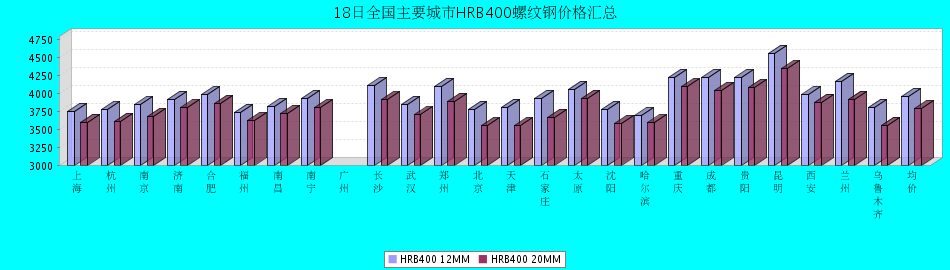 18日全国主要城市HRB400螺纹钢价格汇总
4750
4500
4250
4000
3750
3500
3250
3000
上海
杭州
南京
济南
合肥
福州
南昌
南宁
广州
长沙
武汉
郑州
北京
天津
石家庄
太原
沈阳
哈尔滨
重庆
成都
贵阳
昆明
西安
兰州
乌鲁木齐
均价
HRB400 12MM HRB400 20MM